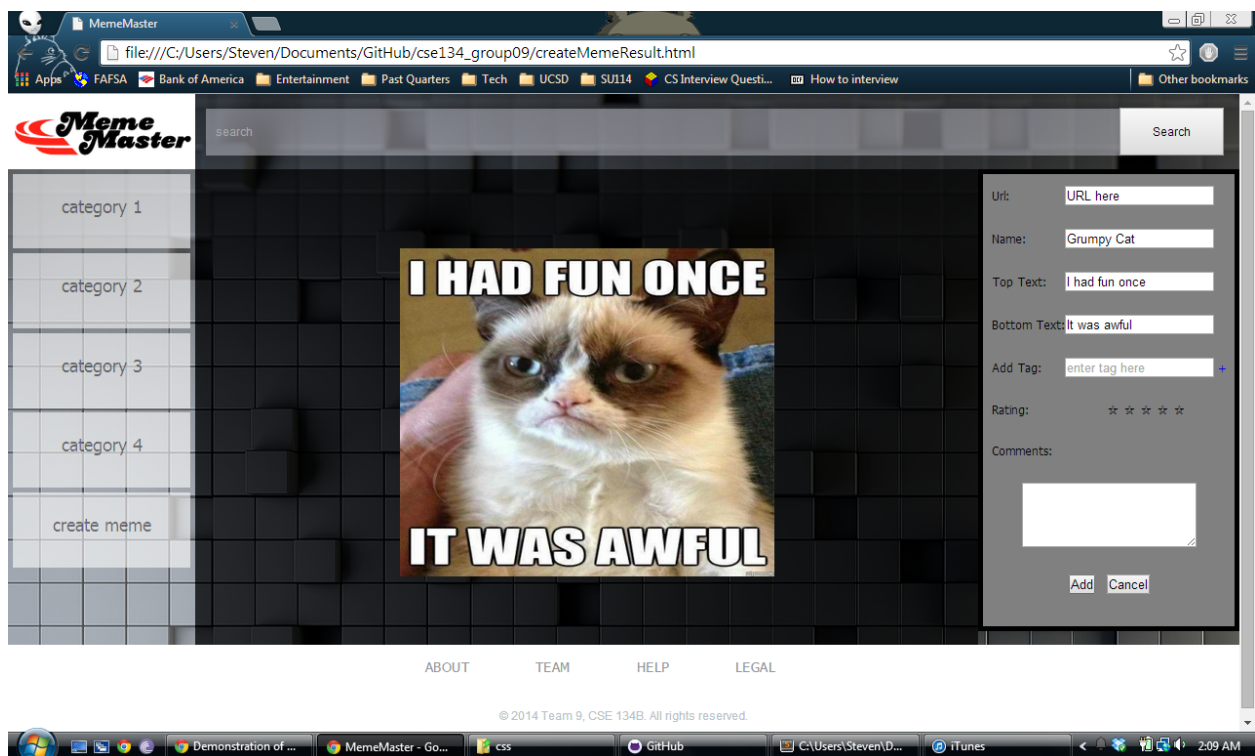 MemeMaster
file:///C:/Users/Steven/Documents/GitHub/cse134_group09/createMemeResult.html
Apps FAFSA Bank of America Entertainment Past Quarters Tech UCSD SU114 CS Interview Questi... How to interview Other bookmarks
Meme
Master
search
Search
category 1
category 2
category 3
category 4
create meme
I HAD FUN ONCE
IT WAS AWFUL
Url: URL here
Name: Grumpy Cat
Top Text: I had fun once
Bottom Text: It was awful
Add Tag: enter tag here +
Rating:
Comments:
Add Cancel
ABOUT TEAM HELP LEGAL
© 2014 Team 9, CSE 134B. All rights reserved.
Demonstration of ... MemeMaster - Go... css GitHub C:\Users\Steven\D... iTunes 2:09 AM